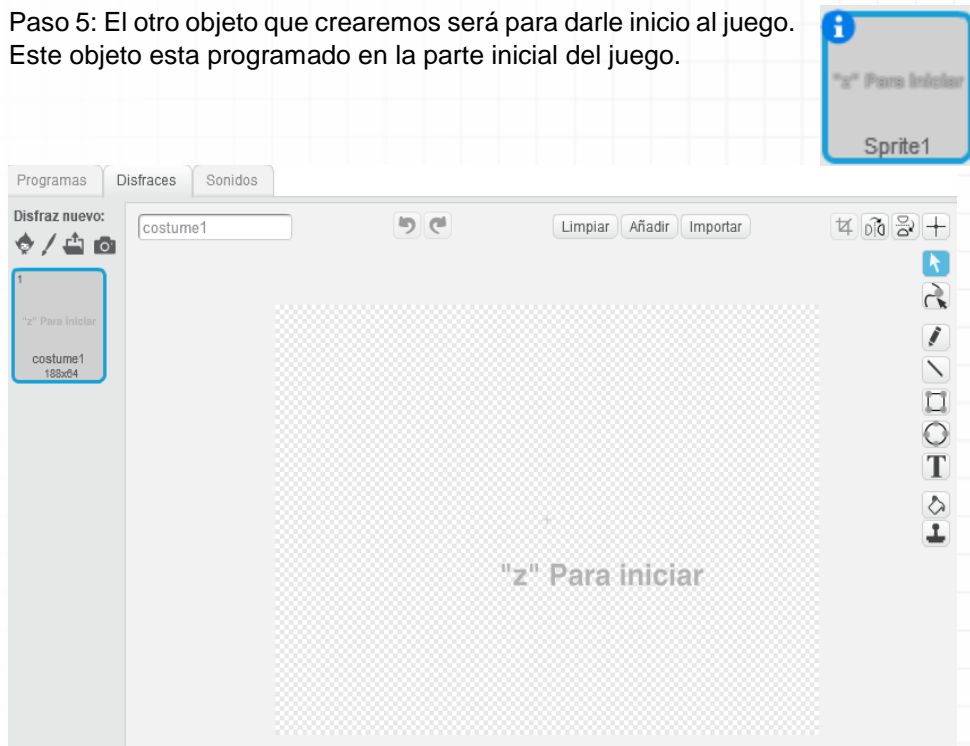 Paso 5: El otro objeto que crearemos será para darle inicio al juego.
Este objeto esta programado en la parte inicial del juego.
"z" Para Iniciar
Sprite1
Programas Disfraces Sonidos
Disfraz nuevo:
costume1 Limpiar Añadir Importar
1
"z" Para Iniciar
costume1
188x64
T
"z" Para iniciar